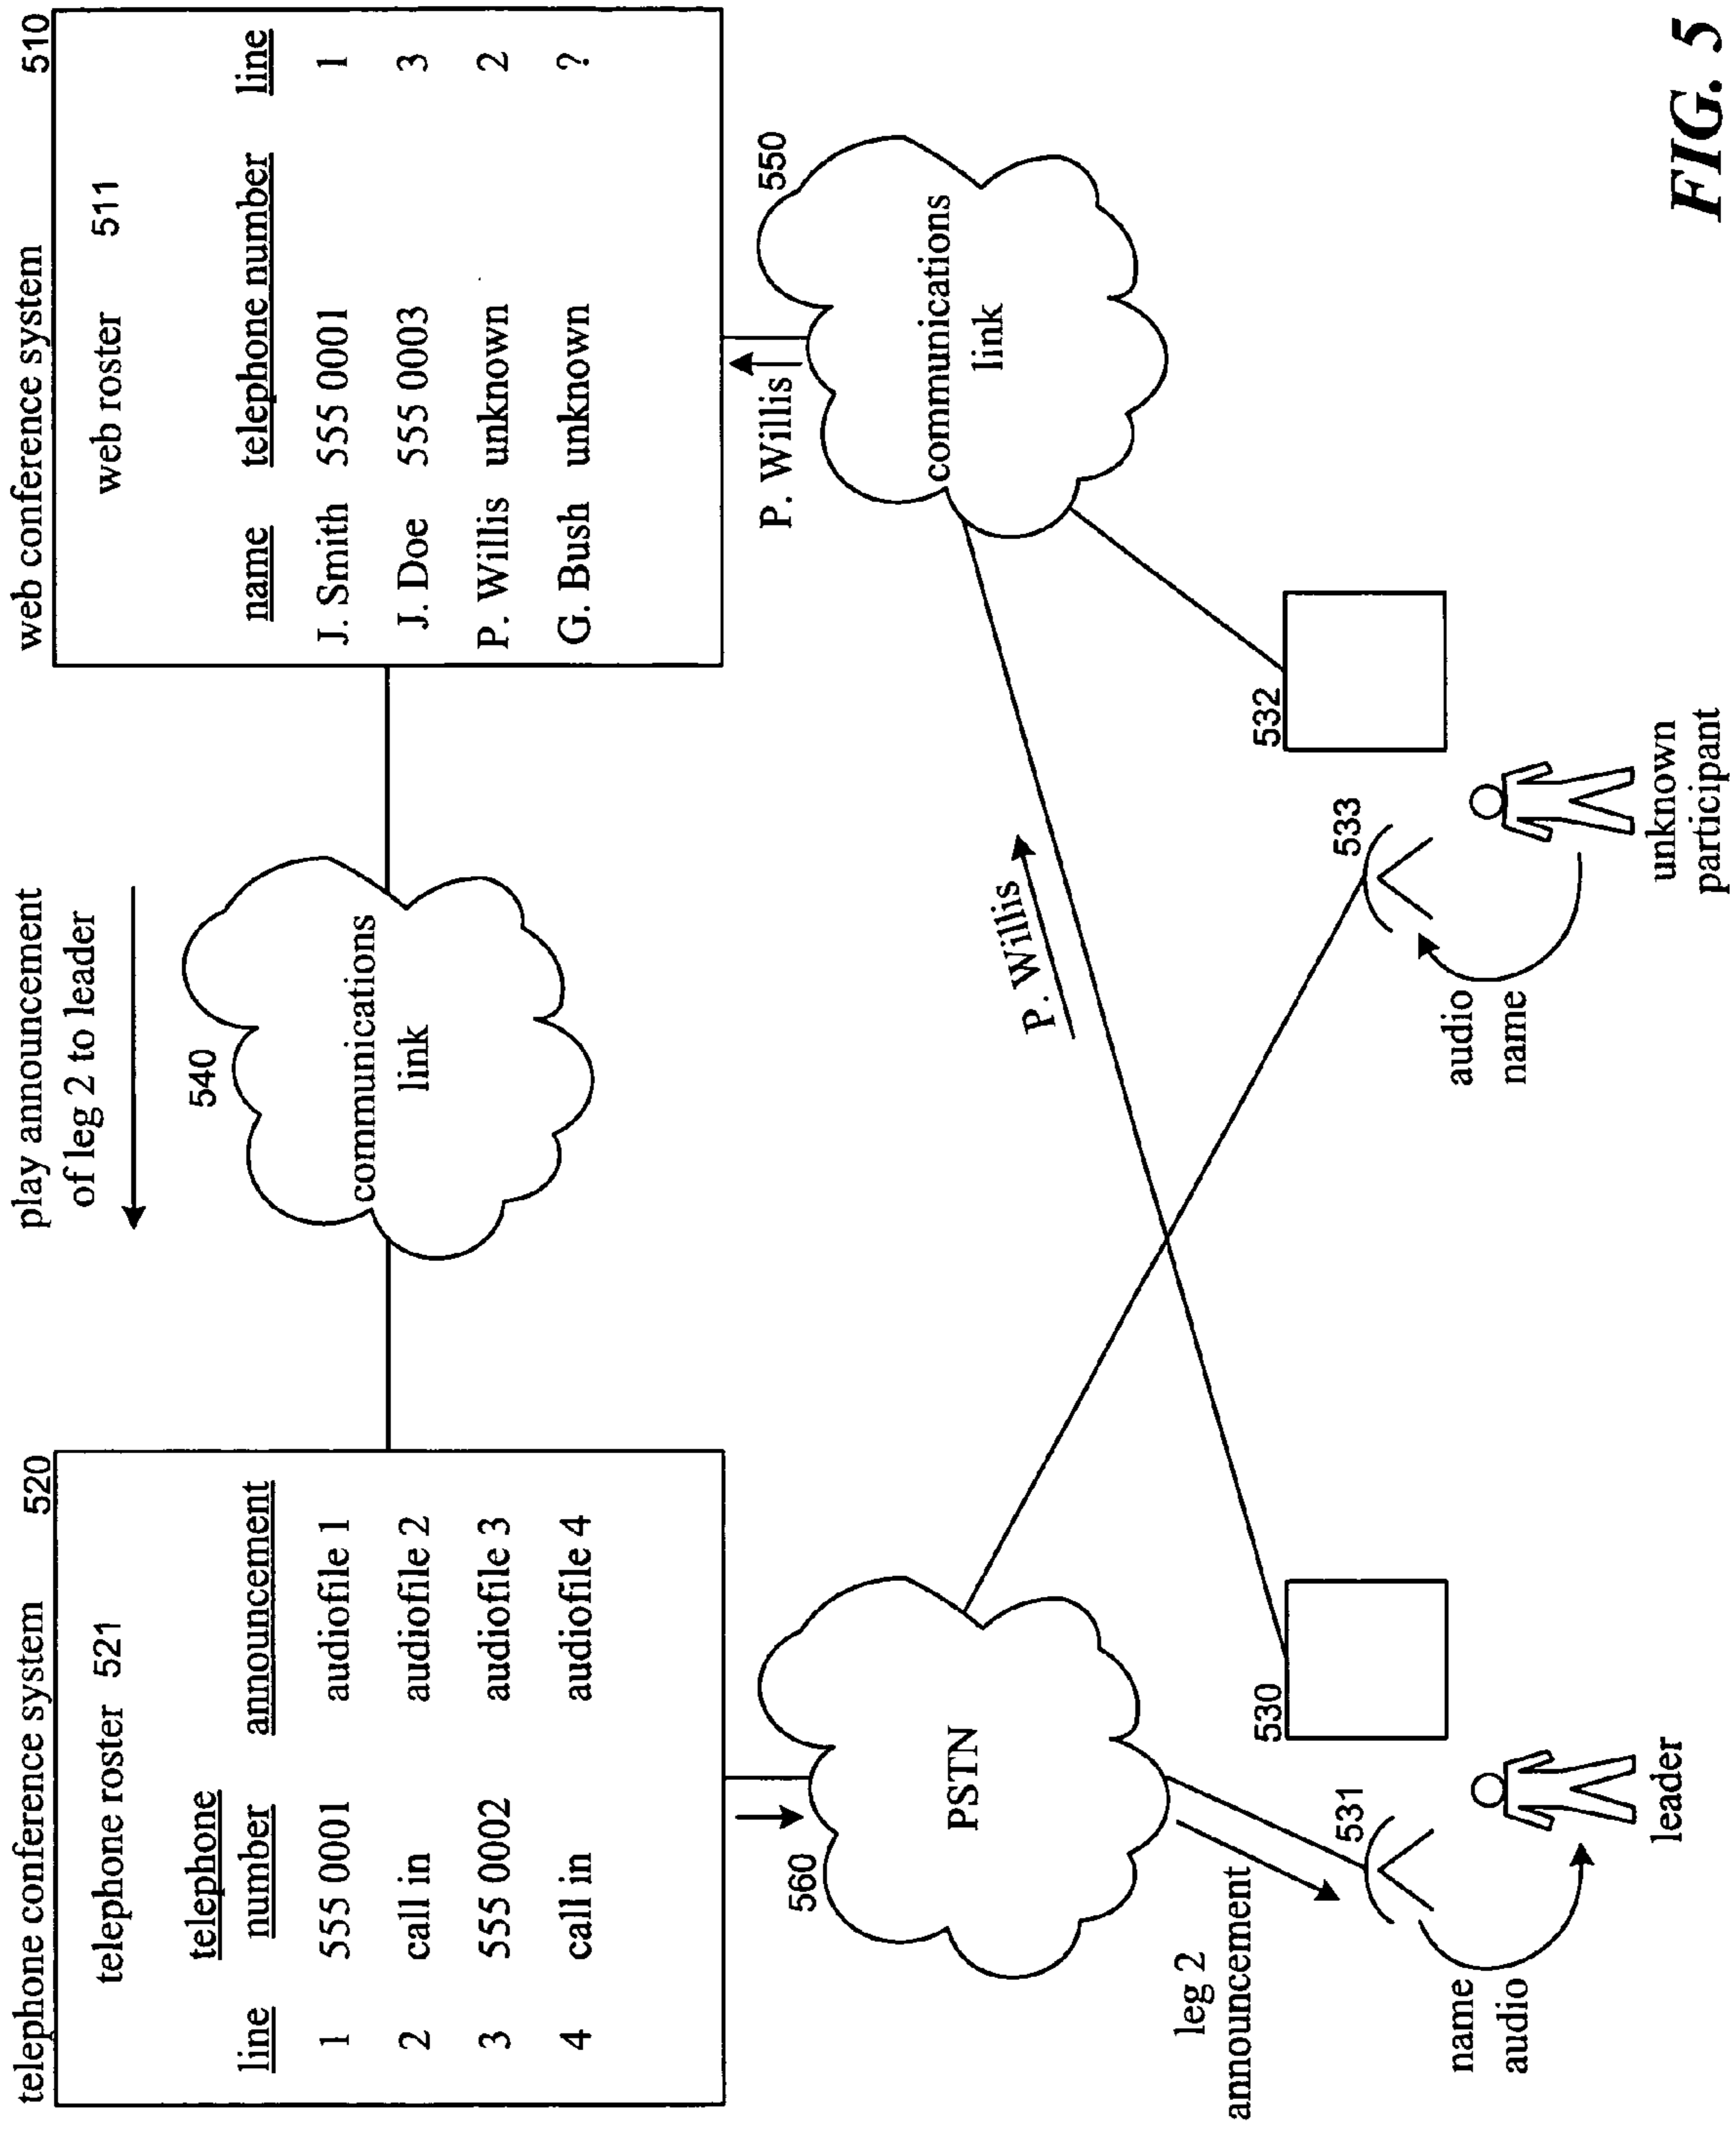 telephone conference system 520
telephone roster 521
telephone
line number announcement
1 555 0001 audiofile 1
2 call in audiofile 2
3 555 0002 audiofile 3
4 call in audiofile 4
play announcement
of leg 2 to leader
540
communications
link
web conference system 510
web roster 511
name telephone number line
J. Smith 555 0001 1
J. Doe 555 0003 3
P. Willis unknown 2
G. Bush unknown ?
560
PSTN
P. Willis
550
communications
link
leg 2
announcement
P. Willis
531
530
533
532
name
audio
leader
audio
name
unknown
participant
FIG. 5